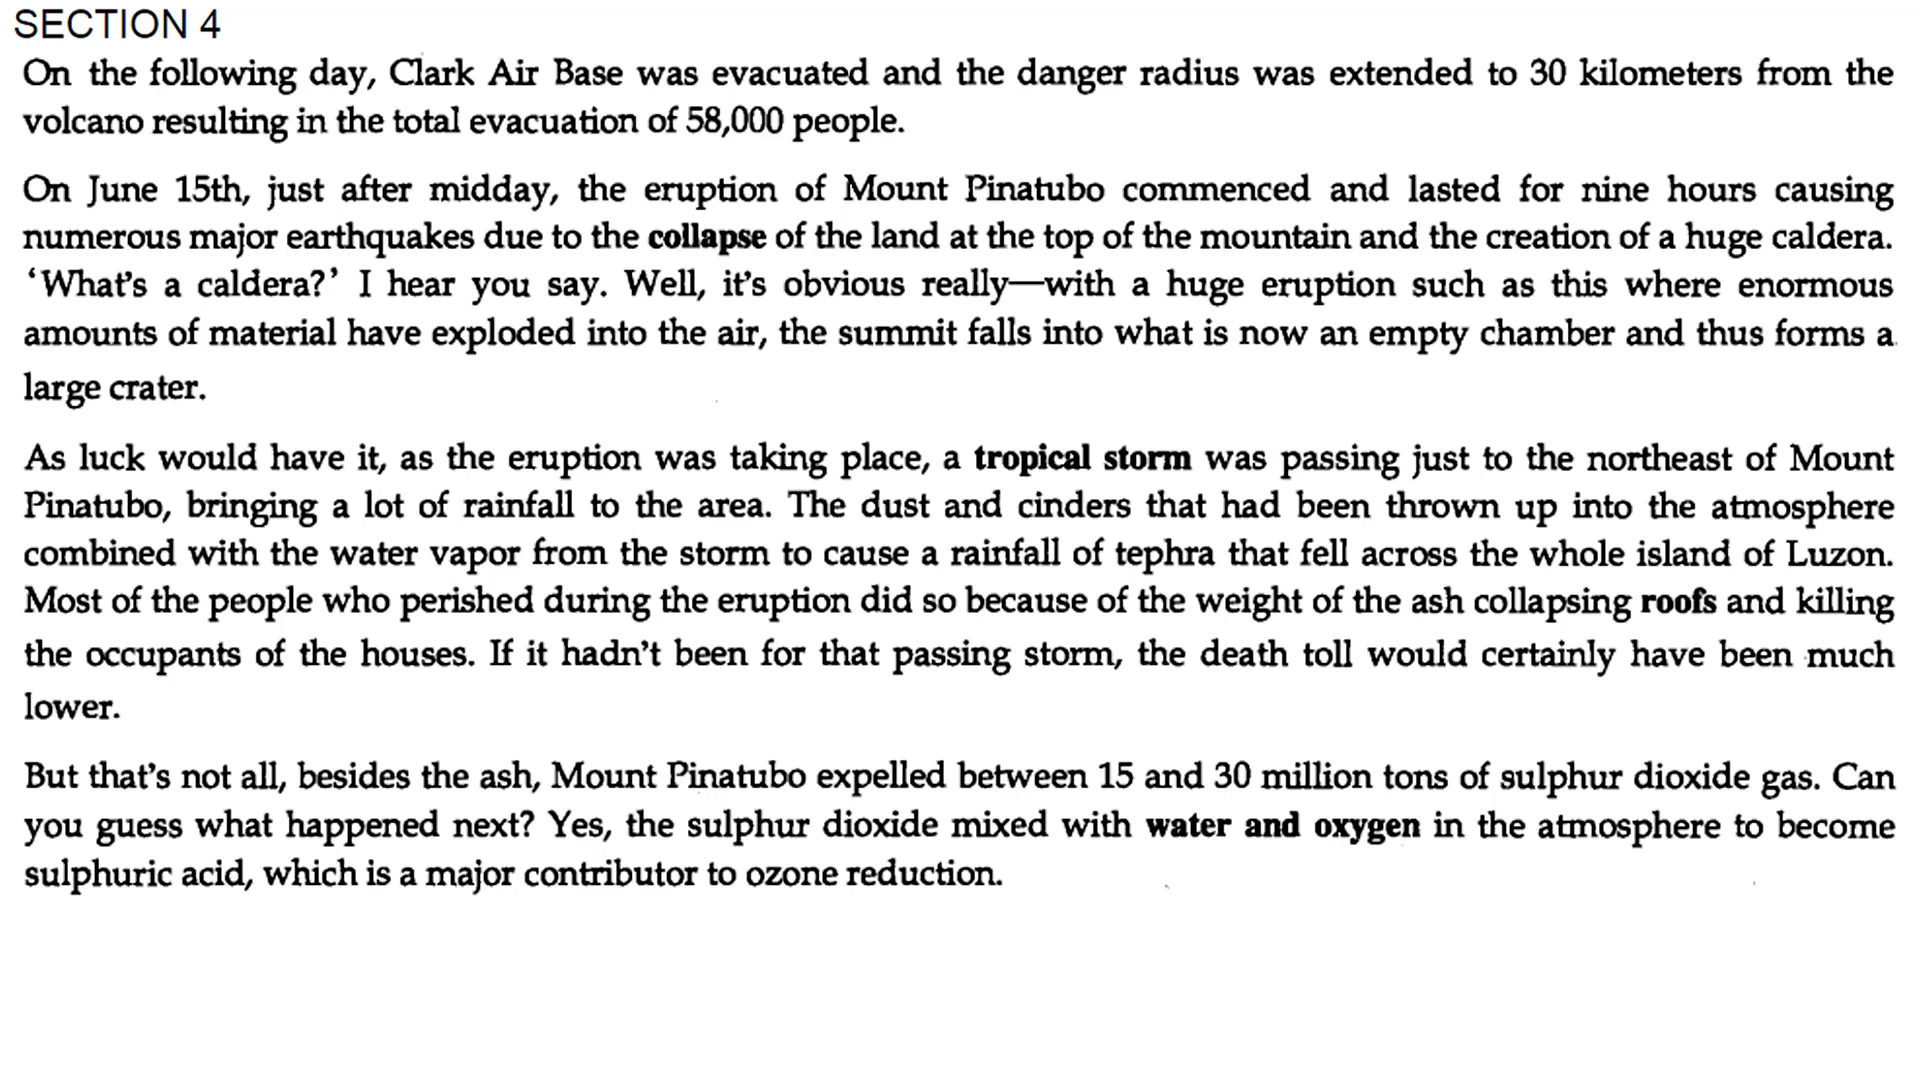 SECTION 4
On the following day, Clark Air Base was evacuated and the danger radius was extended to 30 kilometers from the
volcano resulting in the total evacuation of 58,000 people.
On June 15th, just after midday, the eruption of Mount Pinatubo commenced and lasted for nine hours causing
numerous major earthquakes due to the collapse of the land at the top of the mountain and the creation of a huge caldera.
‘What's a caldera?’ I hear you say. Well, it's obvious really—with a huge eruption such as this where enormous
amounts of material have exploded into the air, the summit falls into what is now an empty chamber and thus forms a
large crater.
As luck would have it, as the eruption was taking place, a tropical storm was passing just to the northeast of Mount
Pinatubo, bringing a lot of rainfall to the area. The dust and cinders that had been thrown up into the atmosphere
combined with the water vapor from the storm to cause a rainfall of tephra that fell across the whole island of Luzon.
Most of the people who perished during the eruption did so because of the weight of the ash collapsing roofs and killing
the occupants of the houses. If it hadn't been for that passing storm, the death toll would certainly have been much
lower.
But that's not all, besides the ash, Mount Pinatubo expelled between 15 and 30 million tons of sulphur dioxide gas. Can
you guess what happened next? Yes, the sulphur dioxide mixed with water and oxygen in the atmosphere to become
sulphuric acid, which is a major contributor to ozone reduction.